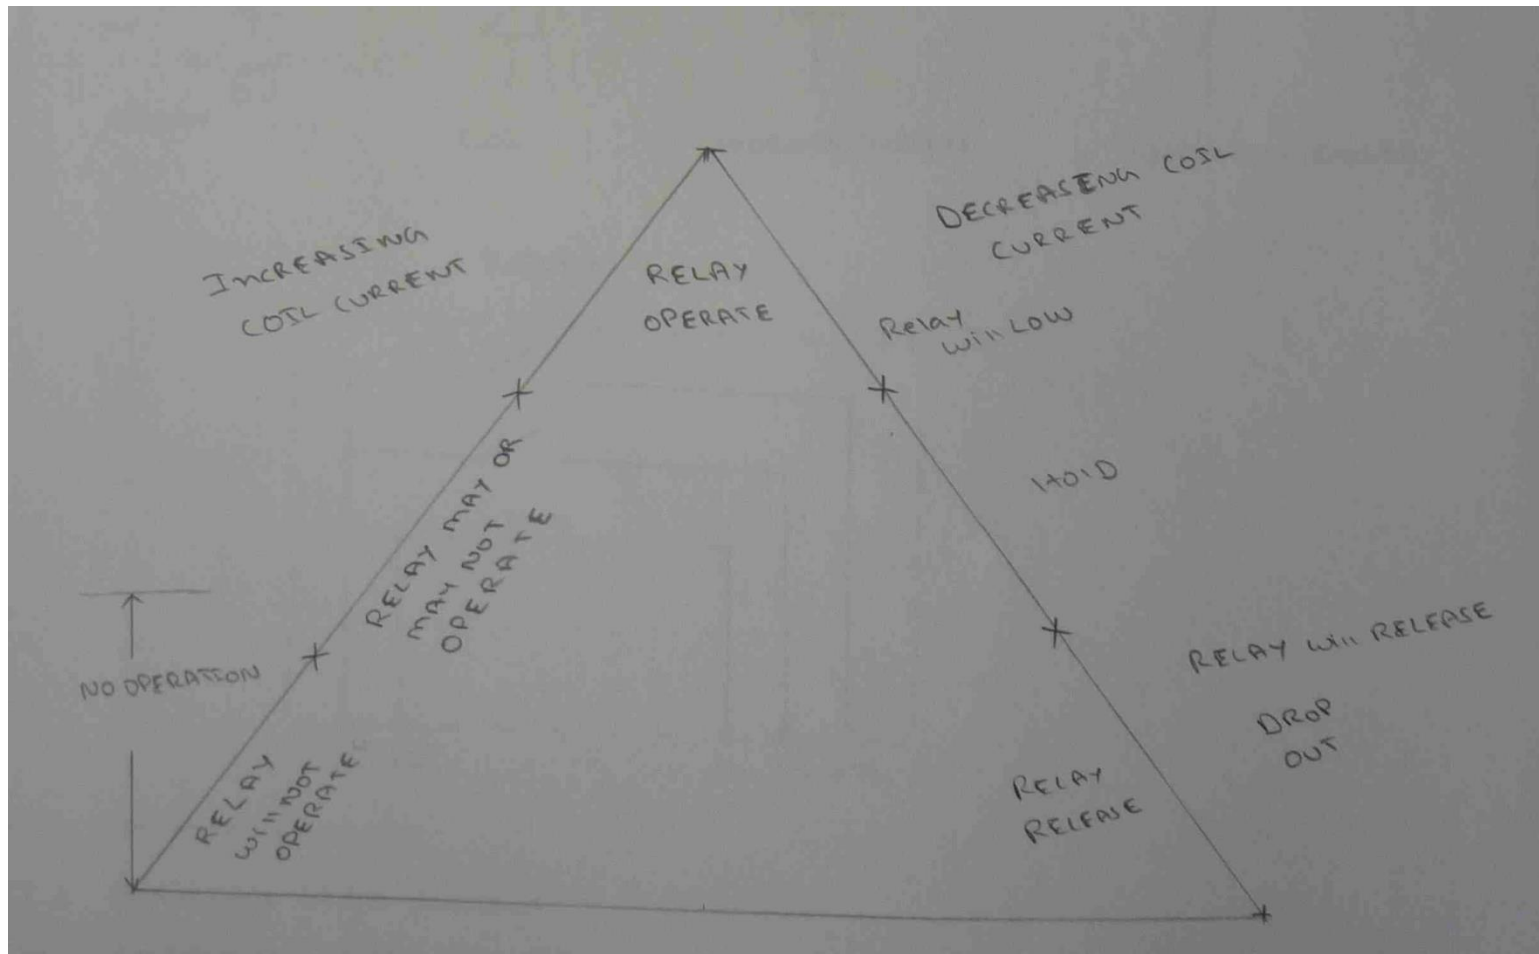 INCREASING
COIL CURRENT
DECREASING COIL
CURRENT
RELAY
OPERATE
Relay
will LOW
RELAY MAY OR
MAY NOT
OPERATE
HOLD
NO OPERATION
RELAY
will NOT
OPERATE
RELAY will RELEASE
DROP
OUT
RELAY
RELEASE